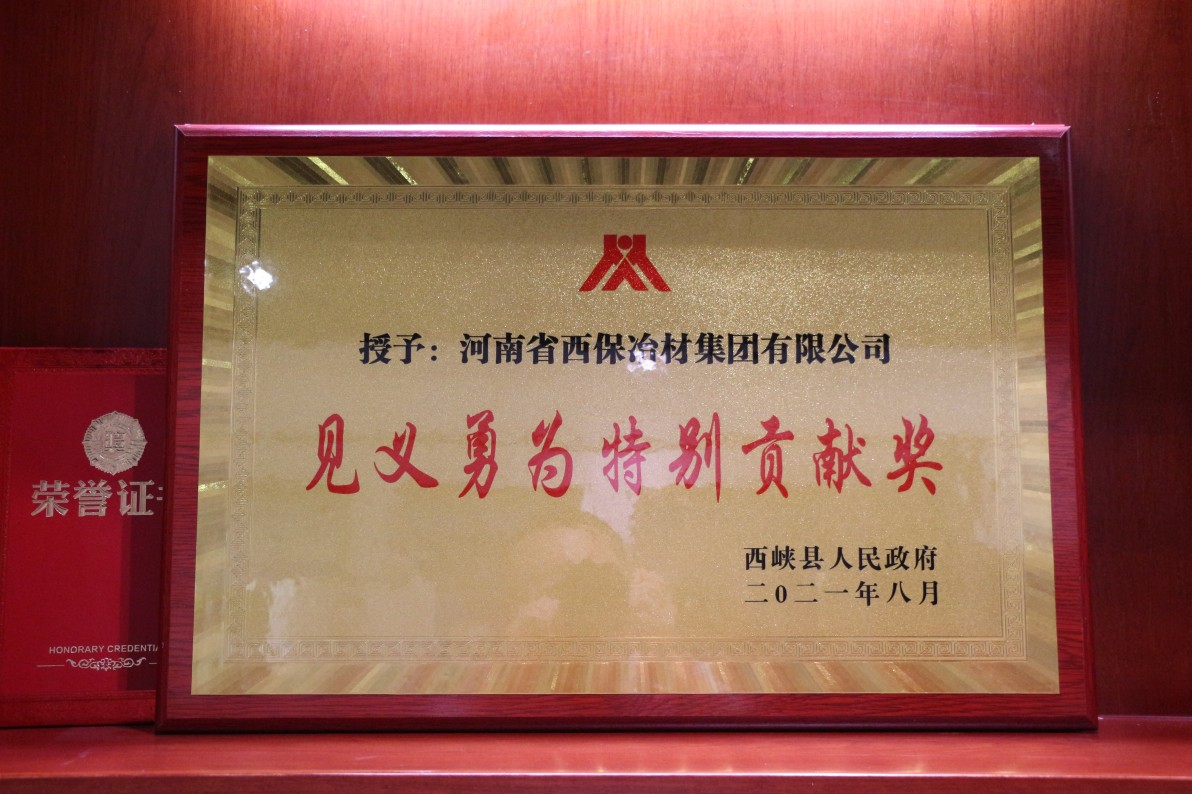 授予：河南省西保冶材集团有限公司
见义勇为特别贡献奖
西峡县人民政府
二〇二一年八月
荣誉证
HONORARY CREDENTIA